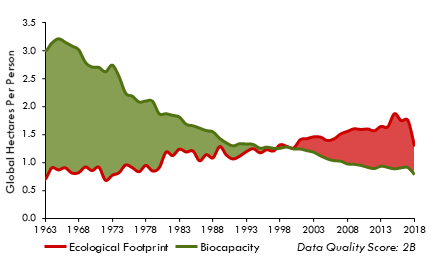 Global Hectares Per Person
3.5
3.0
2.5
2.0
1.5
1.0
0.5
0.0
1963 1968 1973 1978 1983 1988 1993 1998 2003 2008 2013 2018
Ecological Footprint Biocapacity Data Quality Score: 2B